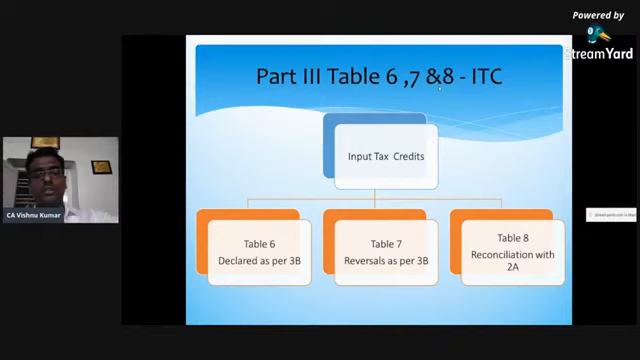 Powered by
StreamYard
Part III Table 6 ,7 &8 - ITC
Input Tax Credits
Table 6
Declared as per 3B
Table 7
Reversals as per 3B
Table 8
Reconciliation with
2A
CA Vishnu Kumar